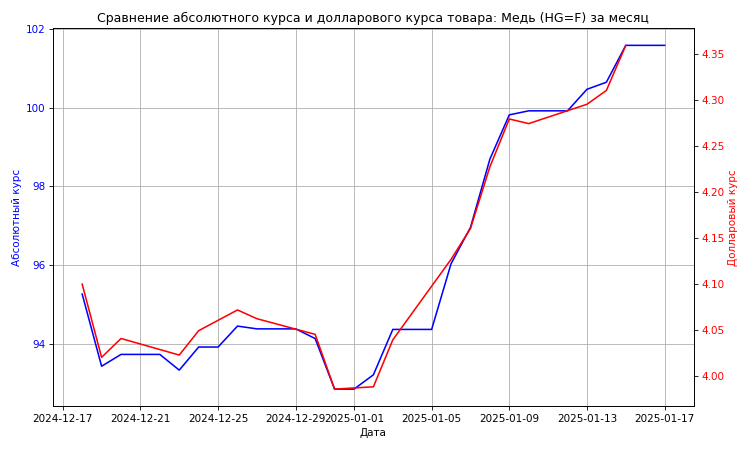 Сравнение абсолютного курса и долларового курса товара: Медь (HG=F) за месяц
102
100
98
96
94
Абсолютный курс
4.35
4.30
4.25
4.20
4.15
4.10
4.05
4.00
Долларовый курс
2024-12-17 2024-12-21 2024-12-25 2024-12-29 2025-01-01 2025-01-05 2025-01-09 2025-01-13 2025-01-17
Дата